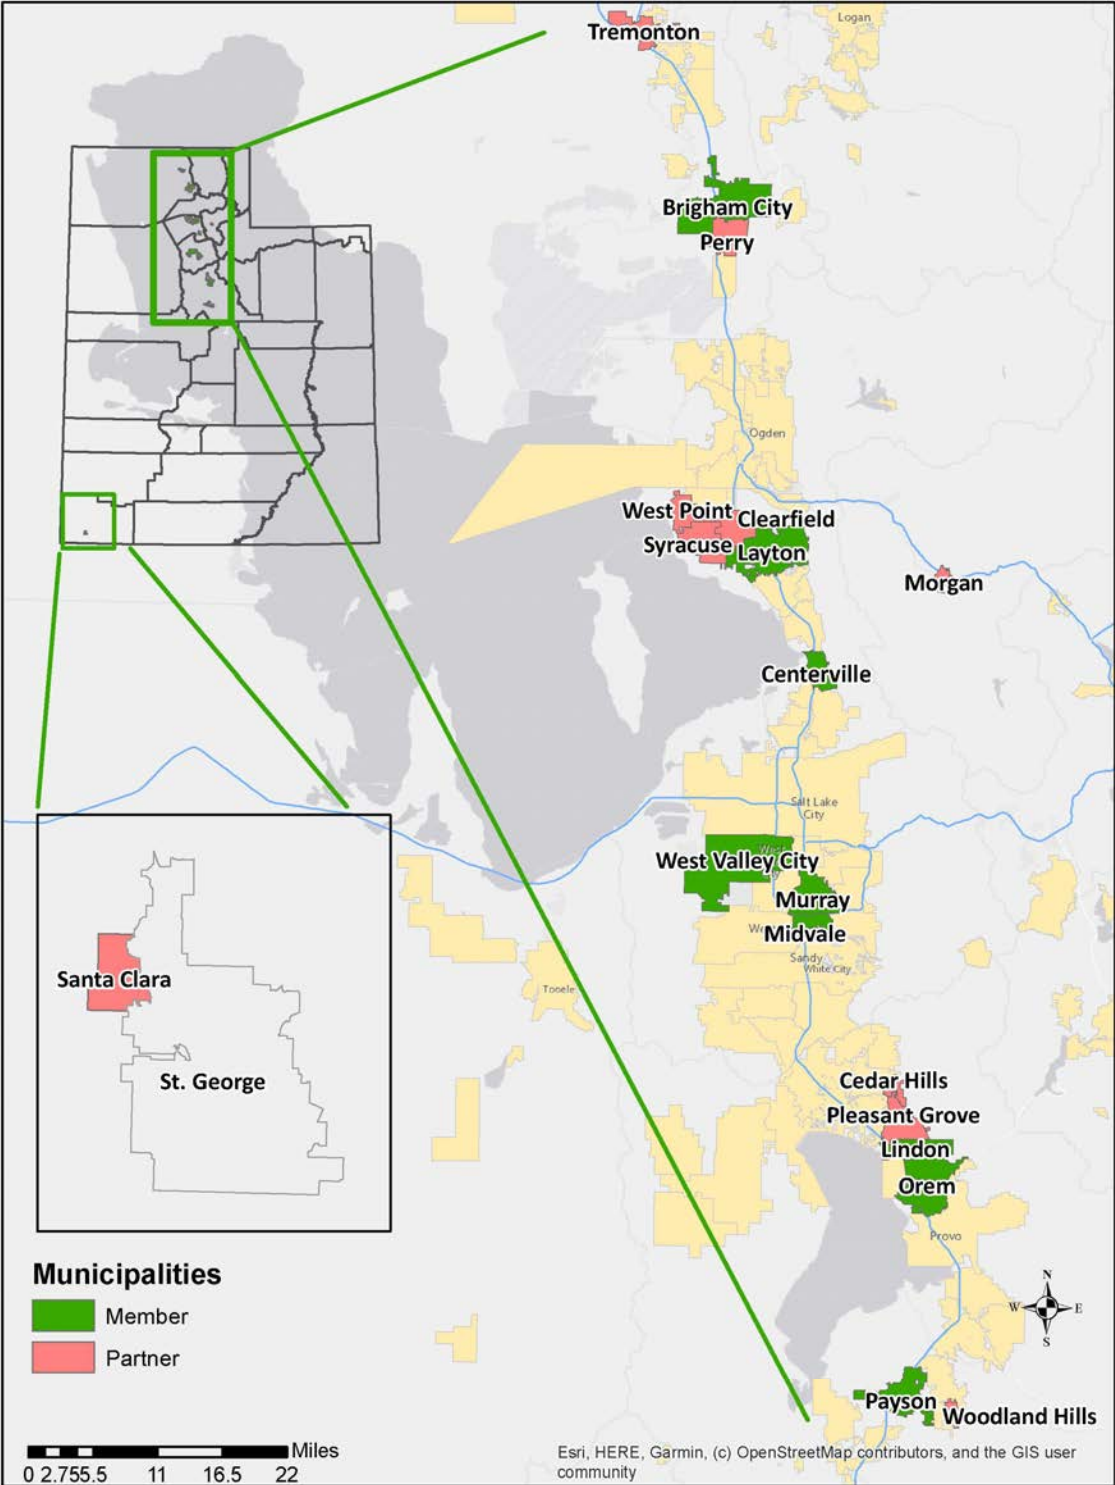 Logan
Tremonton
Brigham City
Perry
Ogden
West Point
Clearfield
Syracuse
Layton
Morgan
Centerville
Salt Lake
City
West
West Valley City
Murray
We
Midvale
Sandy
White City
Tooele
Santa Clara
St. George
Cedar Hills
Pleasant Grove
Lindon
Orem
Provo
N
W
E
S
Payson
Woodland Hills
Municipalities
Member
Partner
Miles
0 2.75 5.5 11 16.5 22
Esri, HERE, Garmin, (c) OpenStreetMap contributors, and the GIS user
community